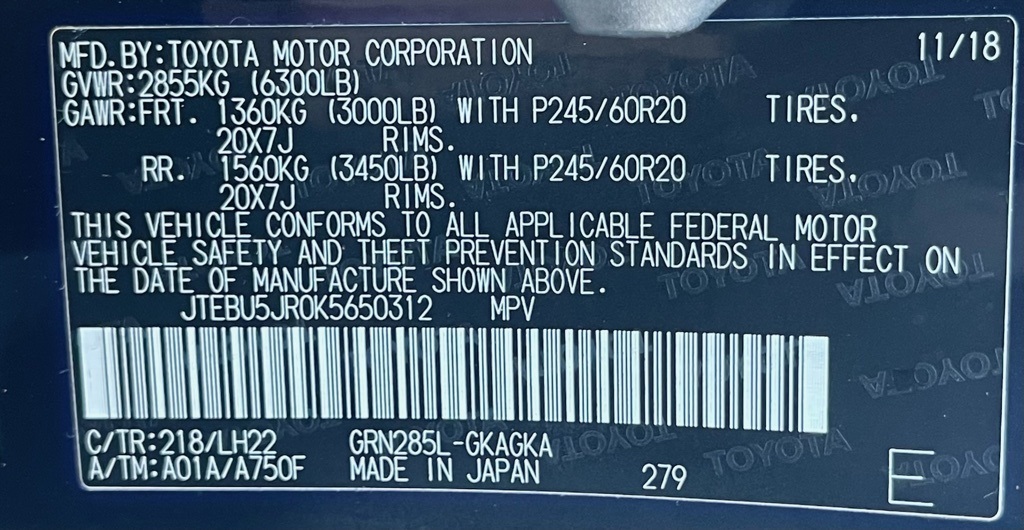 MFD.BY:TOYOTA MOTOR CORPORATION 11/18
GVWR:2855KG (6300LB)
GAWR:FRT. 1360KG (3000LB) WITH P245/60R20 TIRES.
20X7J RIMS.
RR. 1560KG (3450LB) WITH P245/60R20 TIRES.
20X7J RIMS.
THIS VEHICLE CONFORMS TO ALL APPLICABLE FEDERAL MOTOR
VEHICLE SAFETY AND THEFT PREVENTION STANDARDS IN EFFECT ON
THE DATE OF MANUFACTURE SHOWN ABOVE.
JTEBU5JR0K5650312 MPV
C/TR:218/LH22 GRN285L-GKAGKA
A/TM:A01A/A750F MADE IN JAPAN 279 E